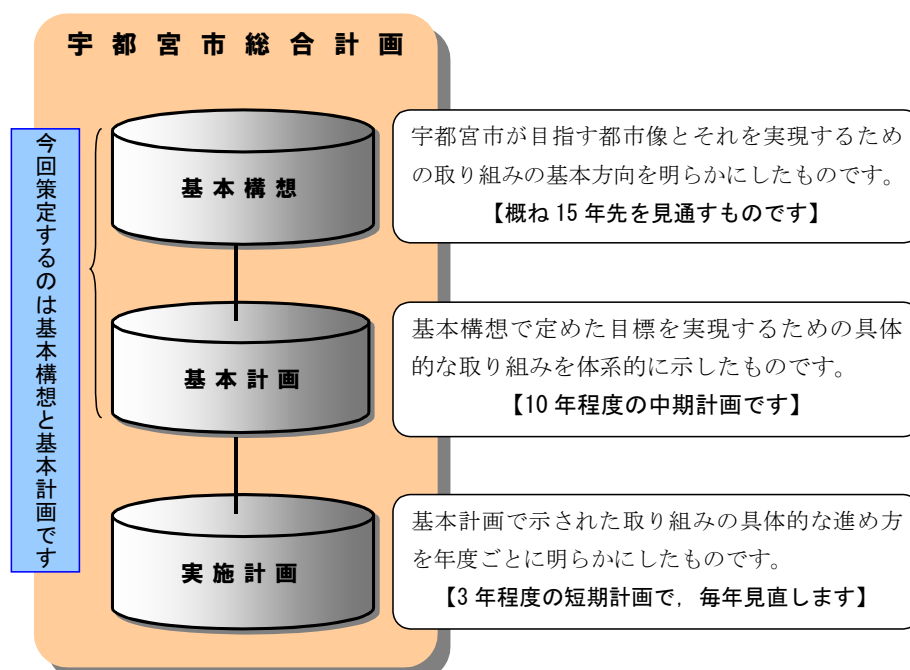 宇都宮市総合計画
今回策定するのは基本構想と基本計画です
基本構想
宇都宮市が目指す都市像とそれを実現するため
の取り組みの基本方向を明らかにしたものです。
【概ね 15 年先を見通すものです】
基本計画
基本構想で定めた目標を実現するための具体
的な取り組みを体系的に示したものです。
【10 年程度の中期計画です】
実施計画
基本計画で示された取り組みの具体的な進め方
を年度ごとに明らかにしたものです。
【3 年程度の短期計画で，毎年見直します】